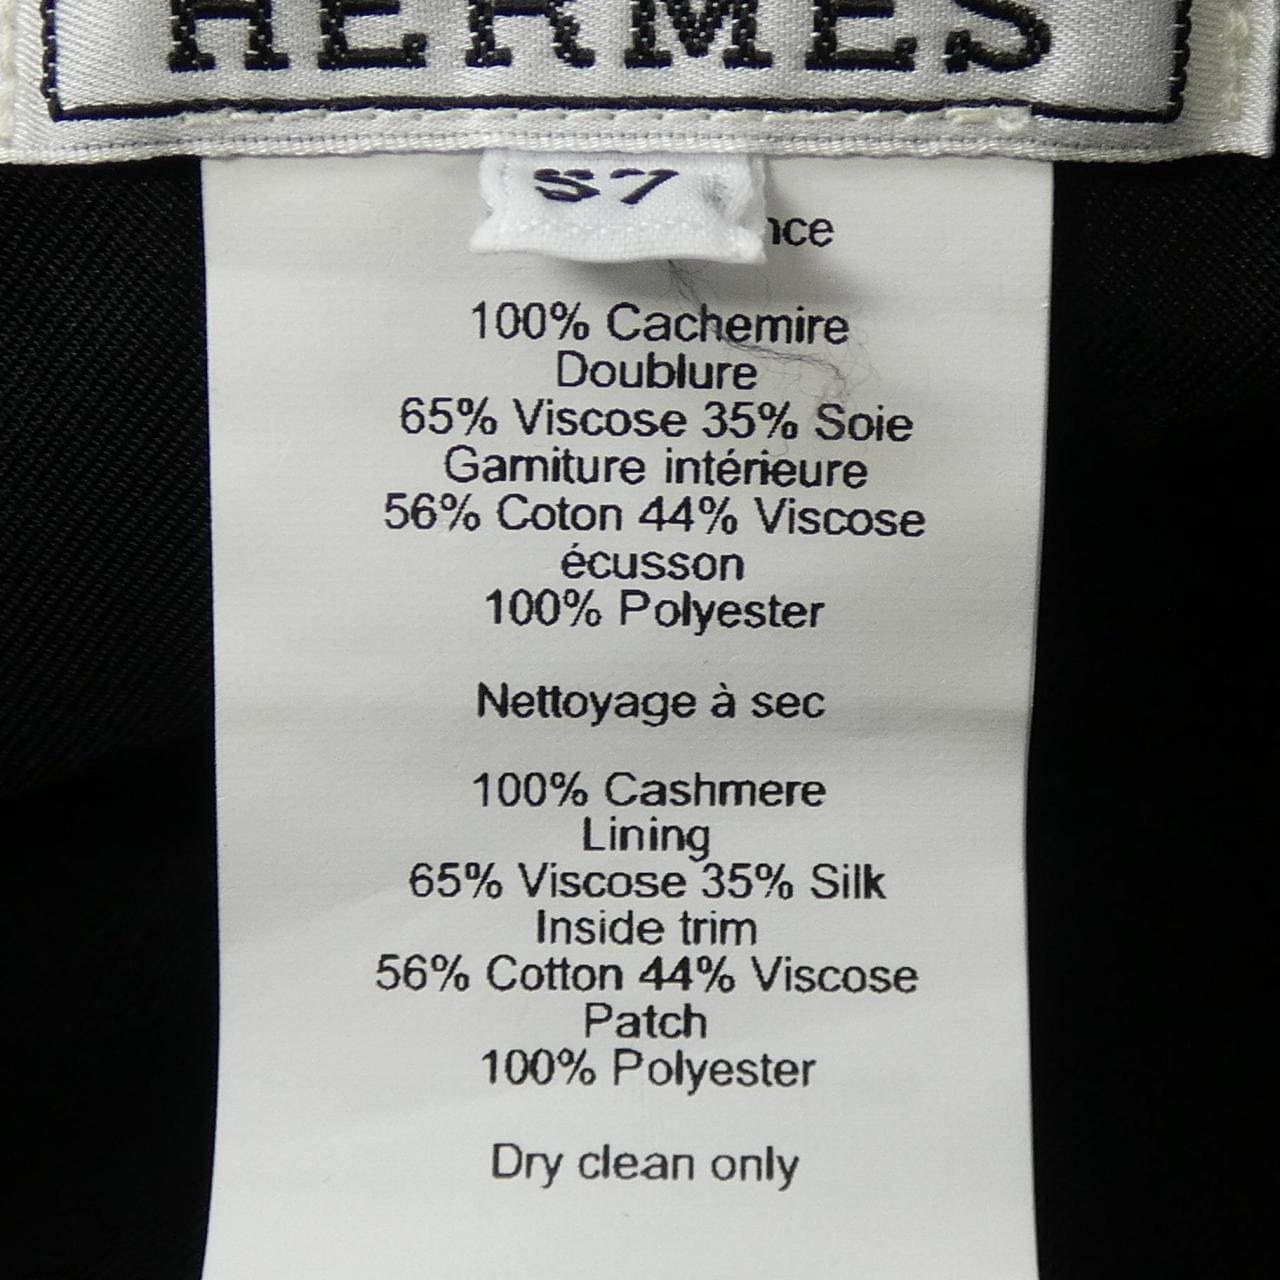 HERMES
57
100% Cachemire
Doublure
65% Viscose 35% Soie
Garniture intérieure
56% Coton 44% Viscose
écusson
100% Polyester
Nettoyage à sec
100% Cashmere
Lining
65% Viscose 35% Silk
Inside trim
56% Cotton 44% Viscose
Patch
100% Polyester
Dry clean only